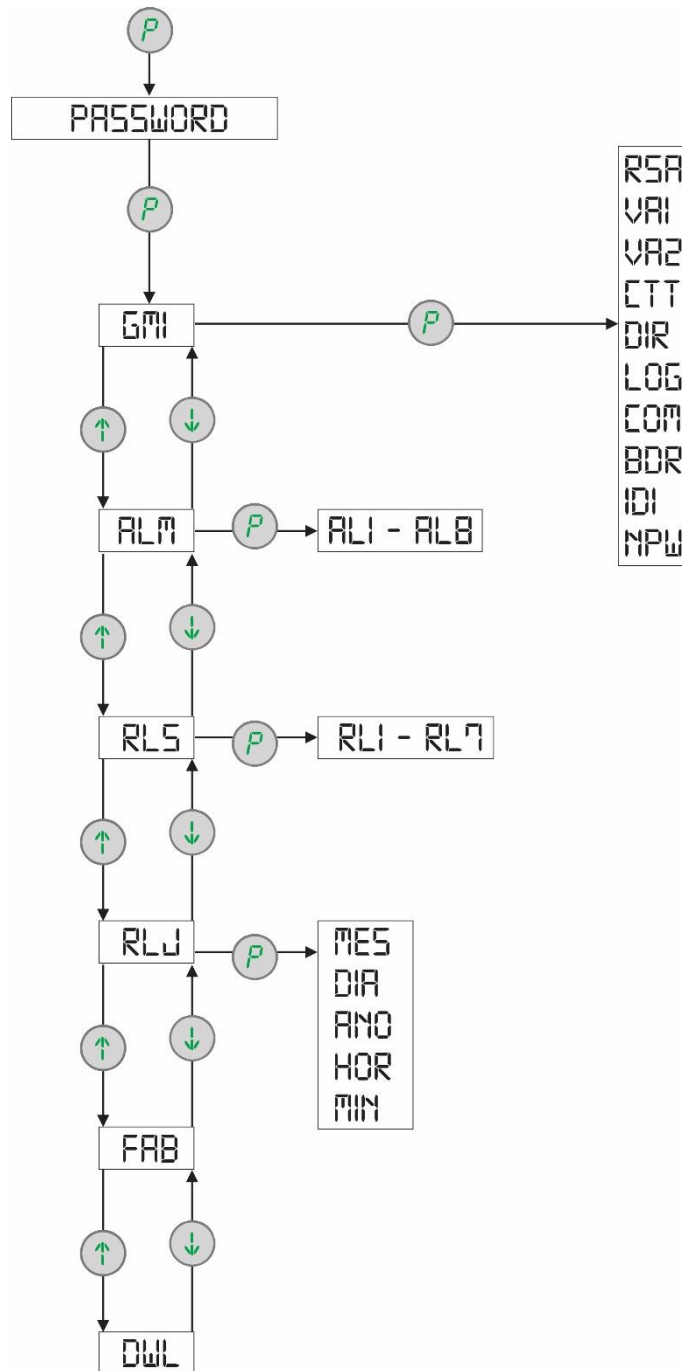 P
PASSWORD
P
GMI
P
RSA
VA1
VA2
CTT
DIR
LOG
COM
BDR
IDI
NPW
ALM
P
AL1 - AL8
RLS
P
RL1 - RL7
RLJ
P
MES
DIA
ANO
HOR
MIN
FAB
DWL